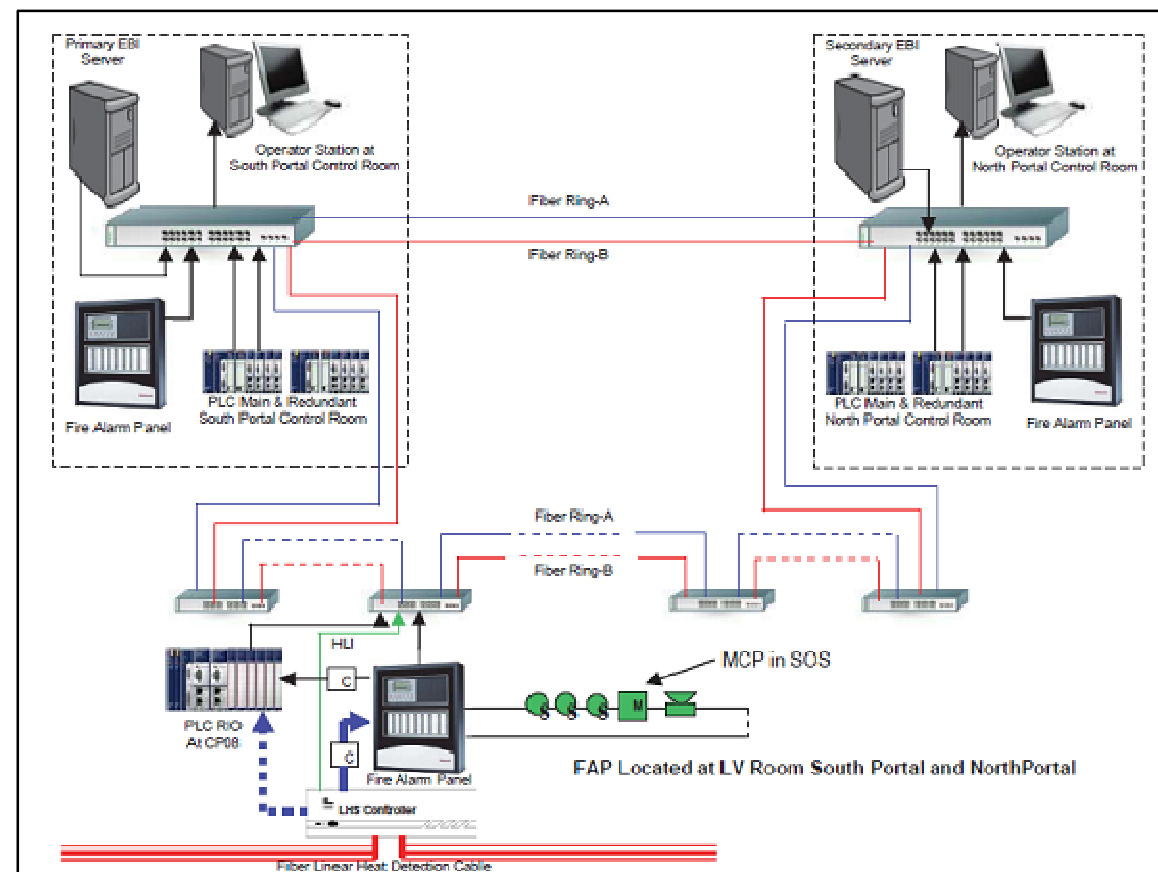 Primary EBI
Server
Operator Station at
South Portal Control Room
Fire Alarm Panel
PLC Main & Redundant
South Portal Control Room
Secondary EBI
Server
Operator Station at
North Portal Control Room
PLC Main & Redundant
North Portal Control Room
Fire Alarm Panel
Fiber Ring-A
Fiber Ring-B
Fiber Ring-A
Fiber Ring-B
HLI
C
PLC RIO
At CP08
C
Fire Alarm Panel
S
S
S
M
MCP in SOS
FAP Located at LV Room South Portal and NorthPortal
LHS Controller
Fiber Linear Heat Detection Cable